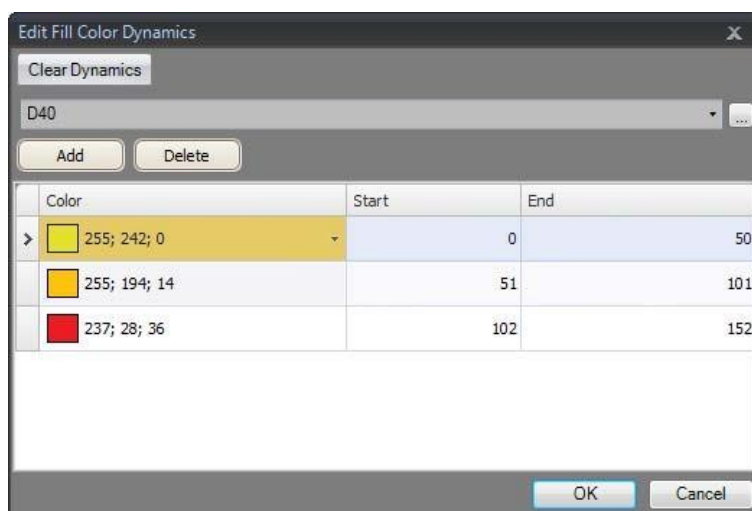 Edit Fill Color Dynamics x
Clear Dynamics
D40 ...
Add Delete
Color Start End
255; 242; 0 0 50
255; 194; 14 51 101
237; 28; 36 102 152
OK Cancel